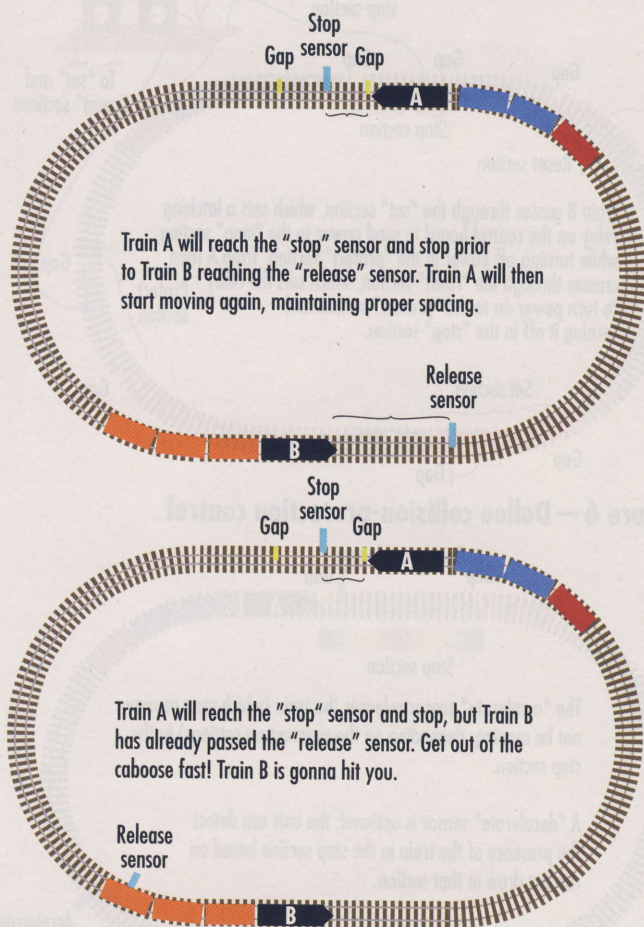 Stop
sensor
Gap
Gap
A
Train A will reach the “stop” sensor and stop prior
to Train B reaching the “release” sensor. Train A will then
start moving again, maintaining proper spacing.
Release
sensor
B
Stop
sensor
Gap
Gap
A
Train A will reach the “stop“ sensor and stop, but Train B
has already passed the “release” sensor. Get out of the
caboose fast! Train B is gonna hit you.
Release
sensor
B